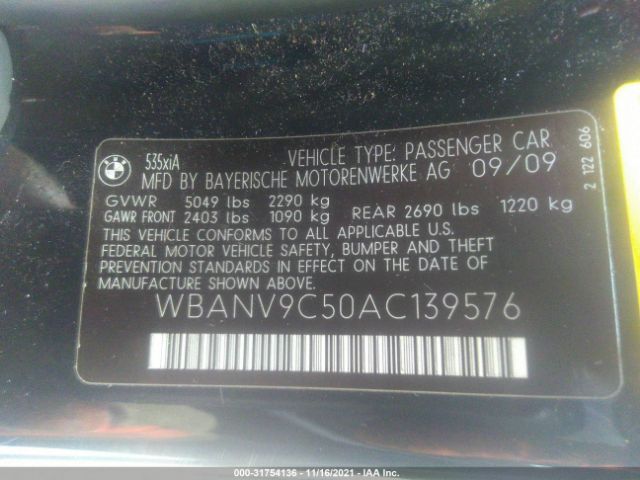 BMW
535xiA
VEHICLE TYPE: PASSENGER CAR
MFD BY BAYERISCHE MOTORENWERKE AG 09/09
GVWR 5049 lbs 2290 kg
GAWR FRONT 2403 lbs 1090 kg REAR 2690 lbs 1220 kg
THIS VEHICLE CONFORMS TO ALL APPLICABLE U.S.
FEDERAL MOTOR VEHICLE SAFETY, BUMPER AND THEFT
PREVENTION STANDARDS IN EFFECT ON THE DATE OF
MANUFACTURE SHOWN ABOVE.
WBANV9C50AC139576
2 122 606
000-31754136 - 11/16/2021 - IAA Inc.